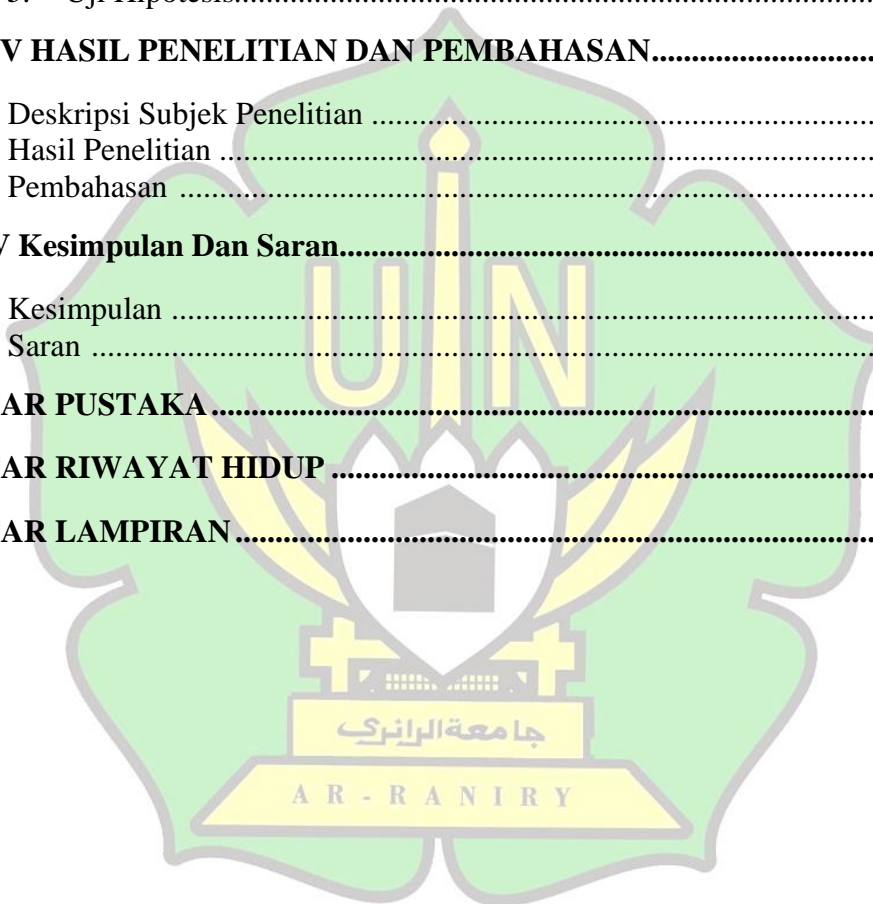 Uji Hipotesis..............................................................................
V HASIL PENELITIAN DAN PEMBAHASAN............................
Deskripsi Subjek Penelitian ...............................................................
Hasil Penelitian ..................................................................................
Pembahasan .......................................................................................
V Kesimpulan Dan Saran...................................................................
Kesimpulan ........................................................................................
Saran ..................................................................................................
AR PUSTAKA...................................................................................
AR RIWAYAT HIDUP ....................................................................
AR LAMPIRAN................................................................................
UIN
جامعة الرانري
AR-RANIRY